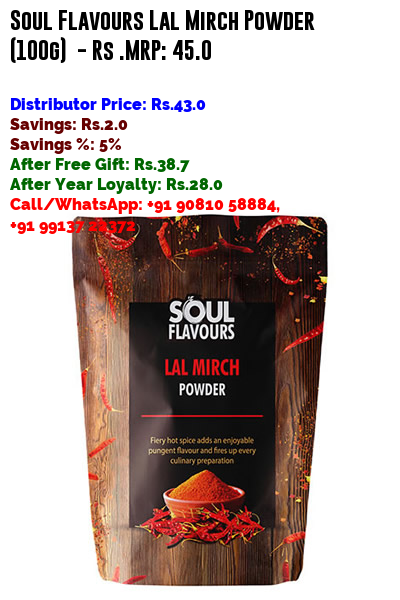 Soul Flavours Lal Mirch Powder
(100g) - Rs .MRP: 45.0
Distributor Price: Rs.43.0
Savings: Rs.2.0
Savings %: 5%
After Free Gift: Rs.38.7
After Year Loyalty: Rs.28.0
Call/WhatsApp: +91 90810 58884,
+91 99137
SOUL
FLAVOURS
LAL MIRCH
POWDER
Fiery hot spice adds an enjoyable
pungent flavour and fires up every
culinary preparation